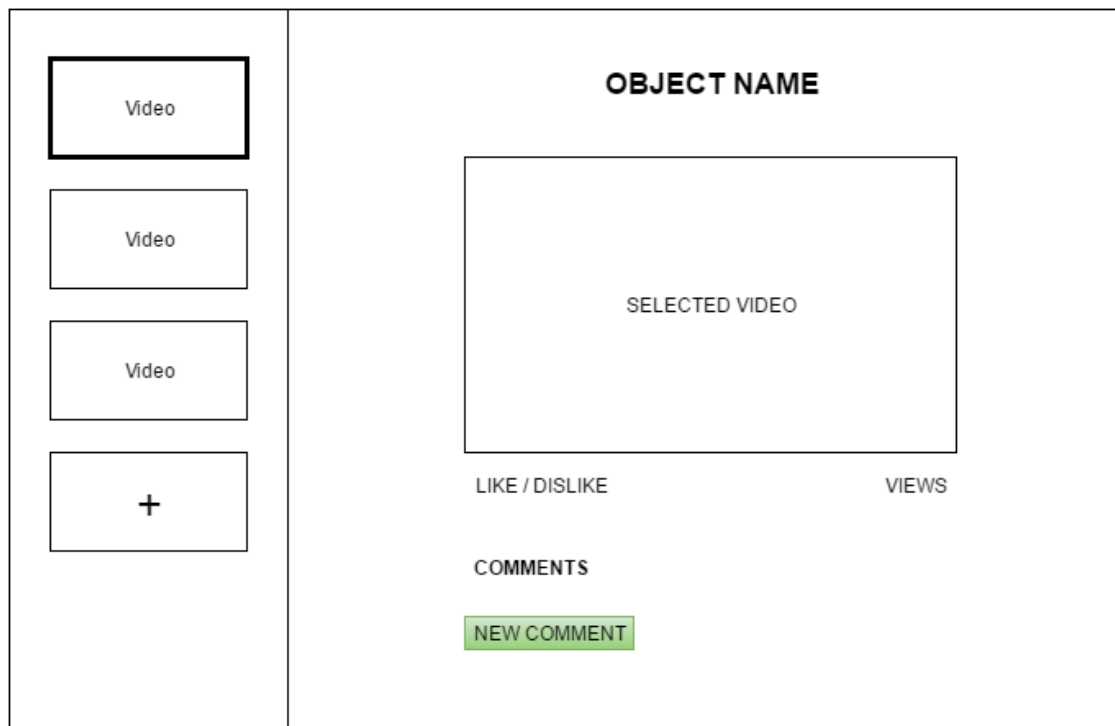 Video
Video
Video
+
OBJECT NAME
SELECTED VIDEO
LIKE / DISLIKE
VIEWS
COMMENTS
NEW COMMENT